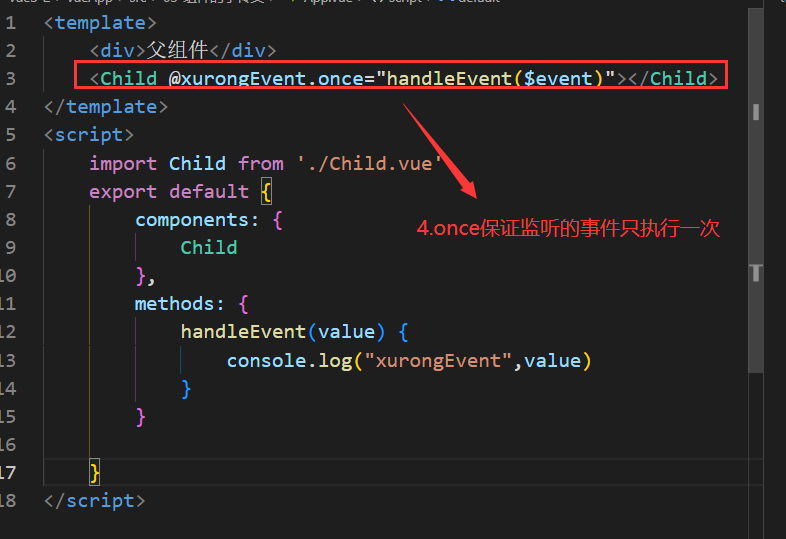 1 <template>
2 <div>父组件</div>
3 <Child @xurongEvent.once="handleEvent($event)"></Child>
4 </template>
5 <script>
6 import Child from './Child.vue'
7 export default {
8 components: {
4.once保证监听的事件只执行一次
9 Child
10 },
11 methods: {
12 handleEvent(value) {
13 console.log("xurongEvent",value)
14 }
15 }
16
17 }
18 </script>